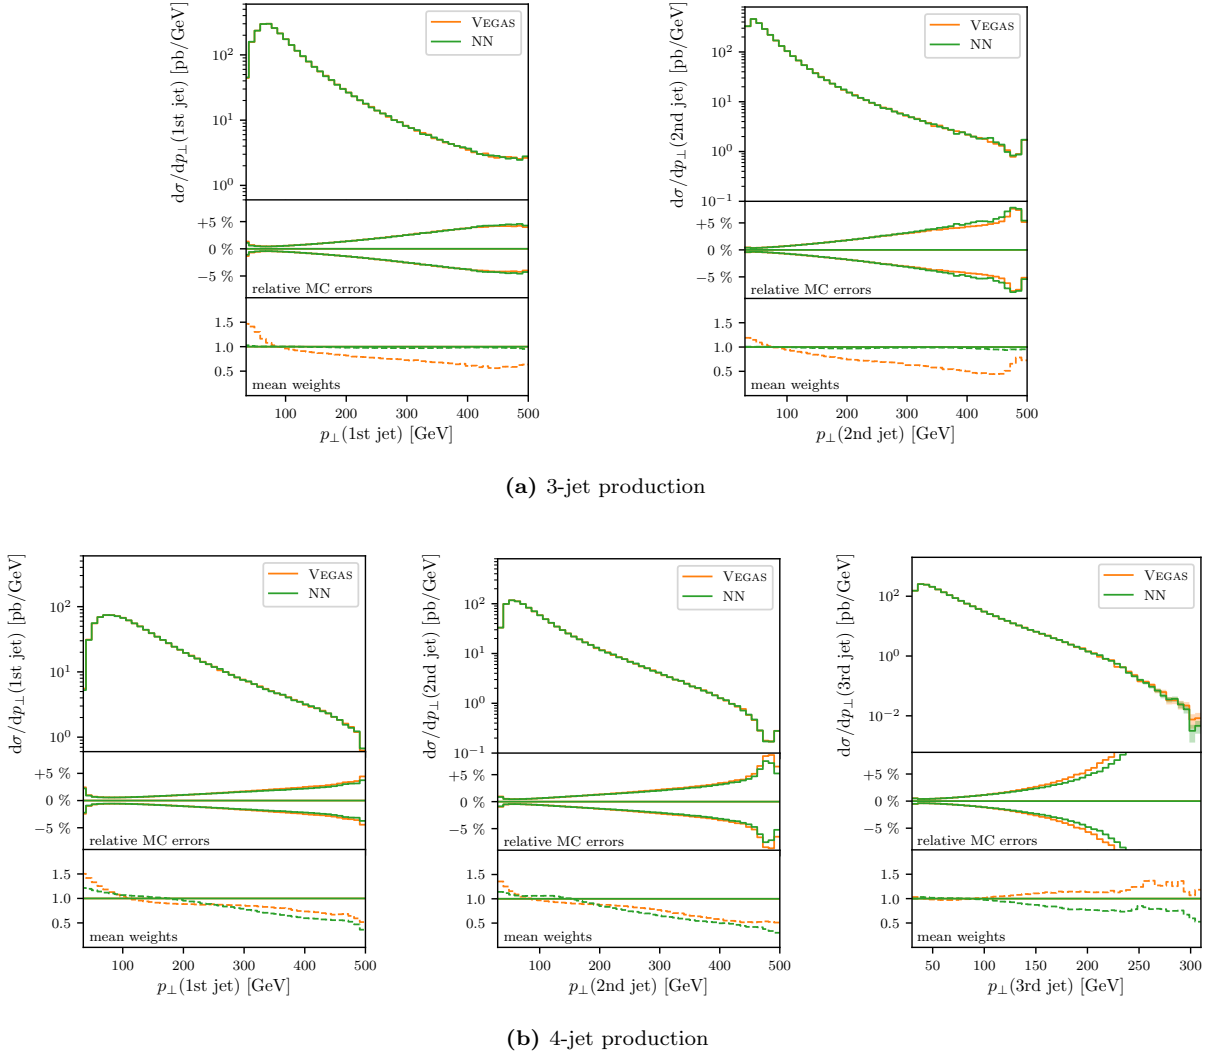 dσ/dp⊥(1st jet) [pb/GeV]
10²
10¹
10⁰
VEGAS
NN
+5 %
0 %
−5 %
relative MC errors
1.5
1.0
0.5
mean weights
100 200 300 400 500
p⊥(1st jet) [GeV]
dσ/dp⊥(2nd jet) [pb/GeV]
10²
10¹
10⁰
10⁻¹
VEGAS
NN
+5 %
0 %
−5 %
relative MC errors
1.5
1.0
0.5
mean weights
100 200 300 400 500
p⊥(2nd jet) [GeV]
(a) 3-jet production
dσ/dp⊥(1st jet) [pb/GeV]
10²
10¹
10⁰
VEGAS
NN
+5 %
0 %
−5 %
relative MC errors
1.5
1.0
0.5
mean weights
100 200 300 400 500
p⊥(1st jet) [GeV]
dσ/dp⊥(2nd jet) [pb/GeV]
10²
10¹
10⁰
10⁻¹
VEGAS
NN
+5 %
0 %
−5 %
relative MC errors
1.5
1.0
0.5
mean weights
100 200 300 400 500
p⊥(2nd jet) [GeV]
dσ/dp⊥(3rd jet) [pb/GeV]
10²
10⁰
10⁻²
VEGAS
NN
+5 %
0 %
−5 %
relative MC errors
1.5
1.0
0.5
mean weights
50 100 150 200 250 300
p⊥(3rd jet) [GeV]
(b) 4-jet production